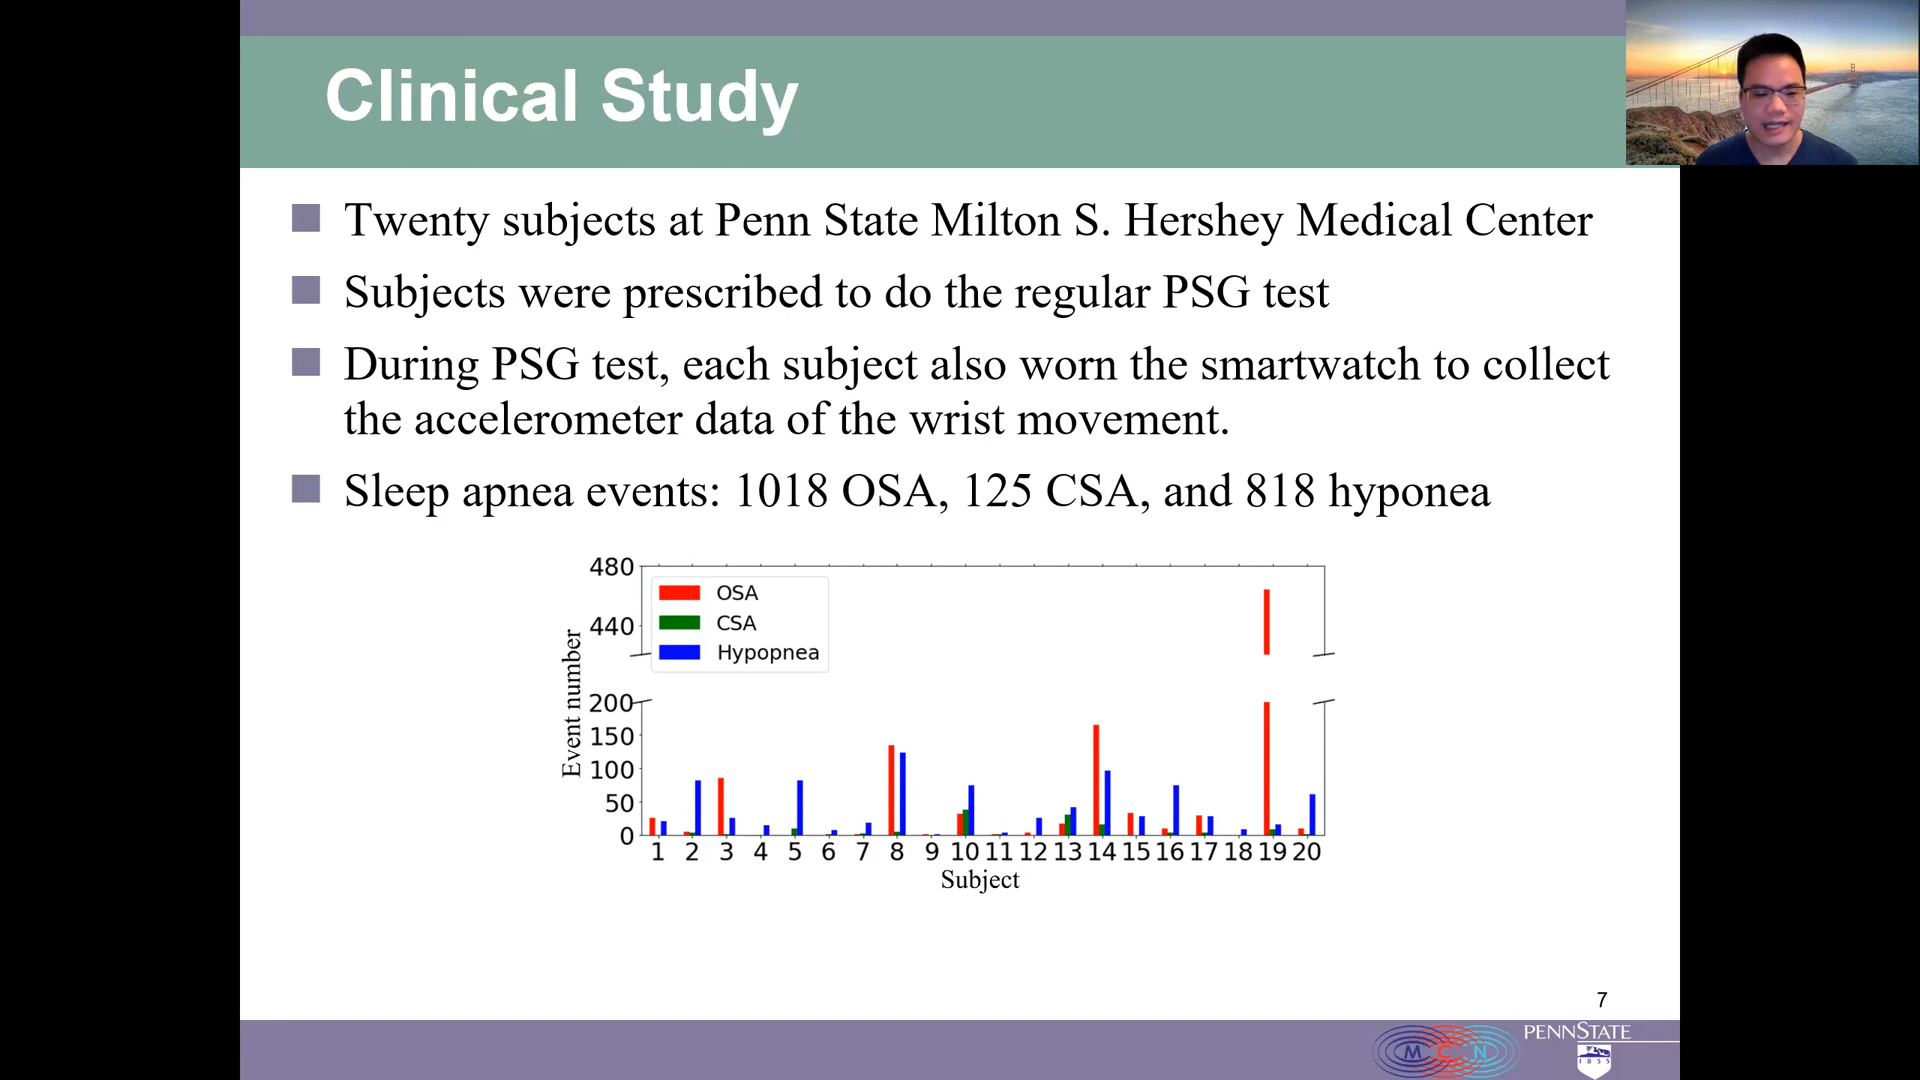 Clinical Study
Twenty subjects at Penn State Milton S. Hershey Medical Center
Subjects were prescribed to do the regular PSG test
During PSG test, each subject also worn the smartwatch to collect
the accelerometer data of the wrist movement.
Sleep apnea events: 1018 OSA, 125 CSA, and 818 hyponea
480
440
200
150
100
50
0
Event number
OSA
CSA
Hypopnea
1 2 3 4 5 6 7 8 9 10 11 12 13 14 15 16 17 18 19 20
Subject
7
MCN
PENNSTATE
1855